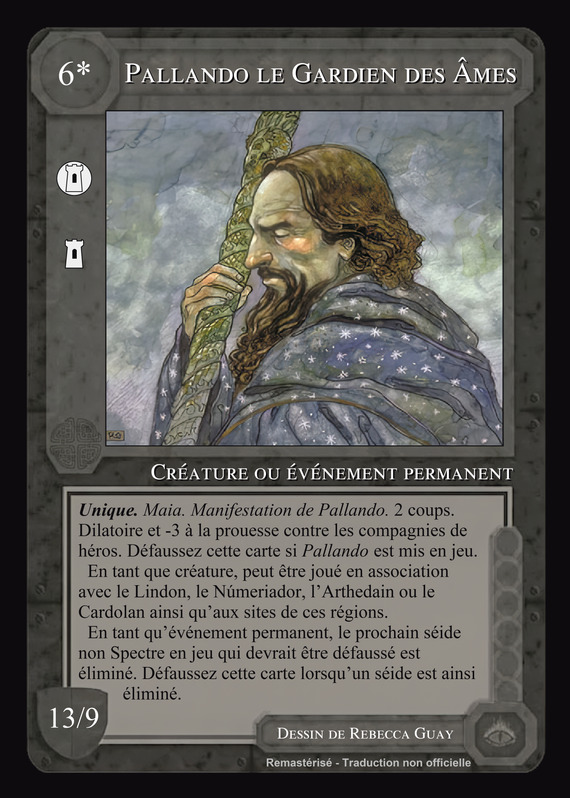 6*
PALLANDO LE GARDIEN DES ÂMES
R.G
CRÉATURE OU ÉVÉNEMENT PERMANENT
Unique. Maia. Manifestation de Pallando. 2 coups.
Dilatoire et -3 à la prouesse contre les compagnies de
héros. Défaussez cette carte si Pallando est mis en jeu.
En tant que créature, peut être joué en association
avec le Lindon, le Númeriador, l'Arthedain ou le
Cardolan ainsi qu'aux sites de ces régions.
En tant qu'événement permanent, le prochain séide
non Spectre en jeu qui devrait être défaussé est
éliminé. Défaussez cette carte lorsqu'un séide est ainsi
éliminé.
13/9
DESSIN DE REBECCA GUAY
Remastérisé - Traduction non officielle